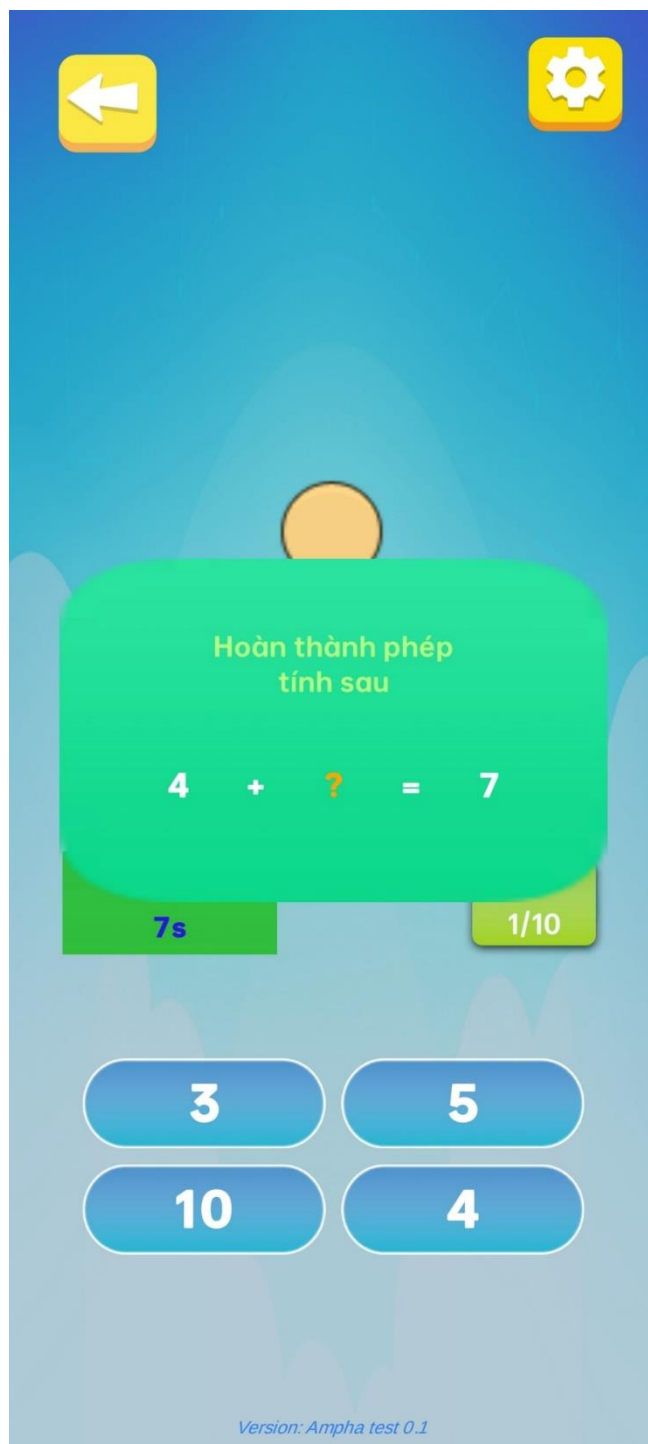 Hoàn thành phép
tính sau
4 + ? = 7
7s
1/10
3 5
10 4
Version: Ampha test 0.1